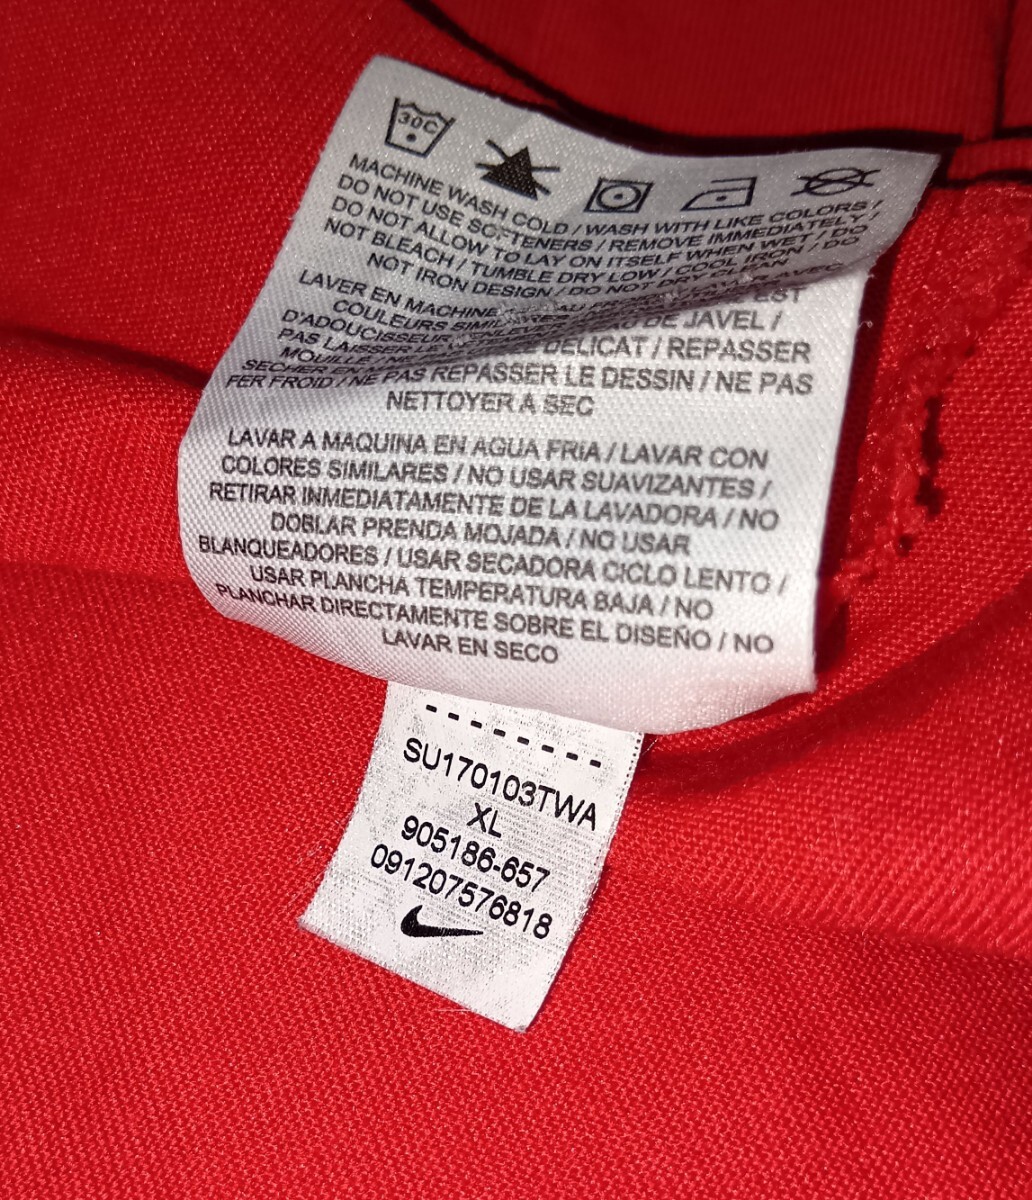 30C
MACHINE WASH COLD / WASH WITH LIKE COLORS /
DO NOT USE SOFTENERS / REMOVE IMMEDIATELY /
DO NOT ALLOW TO LAY ON ITSELF WHEN WET / DO
NOT BLEACH / TUMBLE DRY LOW / COOL IRON / DO
NOT IRON DESIGN / DO NOT DRY CLEAN
LAVER EN MACHINE AVEC
COULEURS EST
D'ADOUCISSEUR DE JAVEL /
PAS LAISSER DELICAT / REPASSER
SECHER EN
FER FROID / NE PAS REPASSER LE DESSIN / NE PAS
NETTOYER A SEC
LAVAR A MAQUINA EN AGUA FRIA / LAVAR CON
COLORES SIMILARES / NO USAR SUAVIZANTES /
RETIRAR INMEDIATAMENTE DE LA LAVADORA / NO
DOBLAR PRENDA MOJADA / NO USAR
BLANQUEADORES / USAR SECADORA CICLO LENTO /
USAR PLANCHA TEMPERATURA BAJA / NO
PLANCHAR DIRECTAMENTE SOBRE EL DISEÑO / NO
LAVAR EN SECO
SU170103TWA
XL
905186-657
091207576818